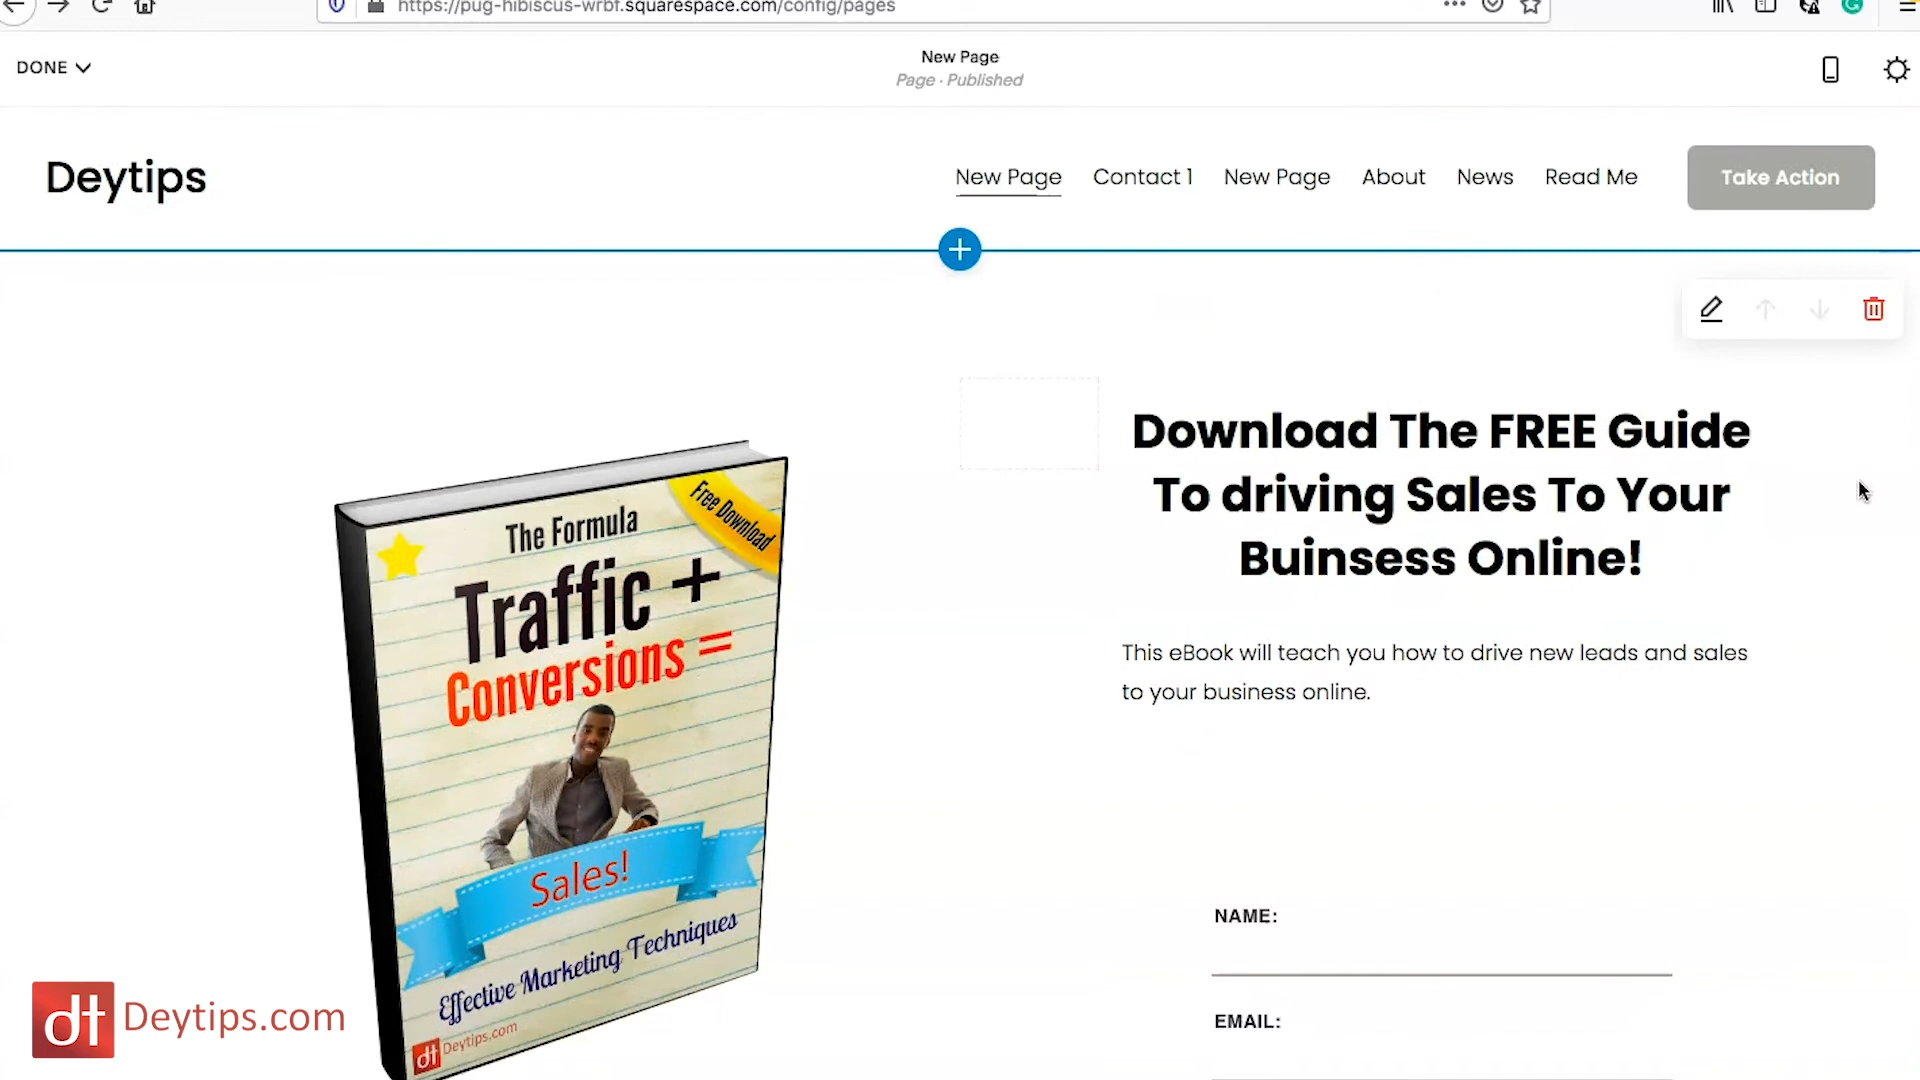 https://pug-hibiscus-wrbf.squarespace.com/config/pages
DONE
New Page
Page · Published
Deytips
New Page Contact 1 New Page About News Read Me Take Action
Download The FREE Guide
To driving Sales To Your
Buinsess Online!
This eBook will teach you how to drive new leads and sales
to your business online.
NAME:
EMAIL:
Free Download
The Formula
Traffic +
Conversions =
Sales!
Effective Marketing Techniques
dt Deytips.com
dt Deytips.com